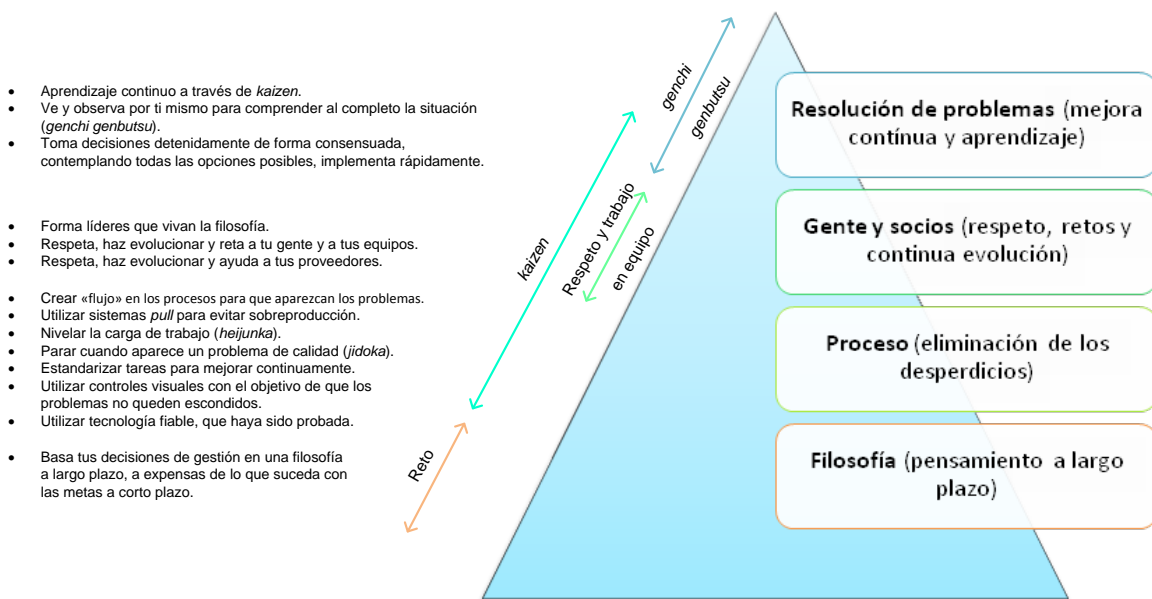 • Aprendizaje continuo a través de kaizen.
• Ve y observa por ti mismo para comprender al completo la situación
(genchi genbutsu).
• Toma decisiones detenidamente de forma consensuada,
contemplando todas las opciones posibles, implementa rápidamente.
• Forma líderes que vivan la filosofía.
• Respeta, haz evolucionar y reta a tu gente y a tus equipos.
• Respeta, haz evolucionar y ayuda a tus proveedores.
• Crear «flujo» en los procesos para que aparezcan los problemas.
• Utilizar sistemas pull para evitar sobreproducción.
• Nivelar la carga de trabajo (heijunka).
• Parar cuando aparece un problema de calidad (jidoka).
• Estandarizar tareas para mejorar continuamente.
• Utilizar controles visuales con el objetivo de que los
problemas no queden escondidos.
• Utilizar tecnología fiable, que haya sido probada.
• Basa tus decisiones de gestión en una filosofía
a largo plazo, a expensas de lo que suceda con
las metas a corto plazo.
genchi
genbutsu
kaizen
Respeto y trabajo
en equipo
Reto
Resolución de problemas (mejora
contínua y aprendizaje)
Gente y socios (respeto, retos y
continua evolución)
Proceso (eliminación de los
desperdicios)
Filosofía (pensamiento a largo
plazo)